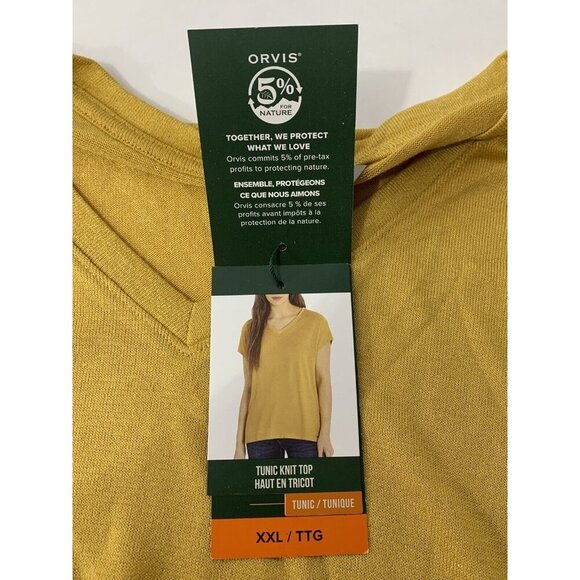 ORVIS®
5%
FOR
NATURE
TOGETHER, WE PROTECT
WHAT WE LOVE
Orvis commits 5% of pre-tax
profits to protecting nature.
ENSEMBLE, PROTÉGEONS
CE QUE NOUS AIMONS
Orvis consacre 5 % de ses
profits avant impôts à la
protection de la nature.
TUNIC KNIT TOP
HAUT EN TRICOT
TUNIC / TUNIQUE
XXL / TTG